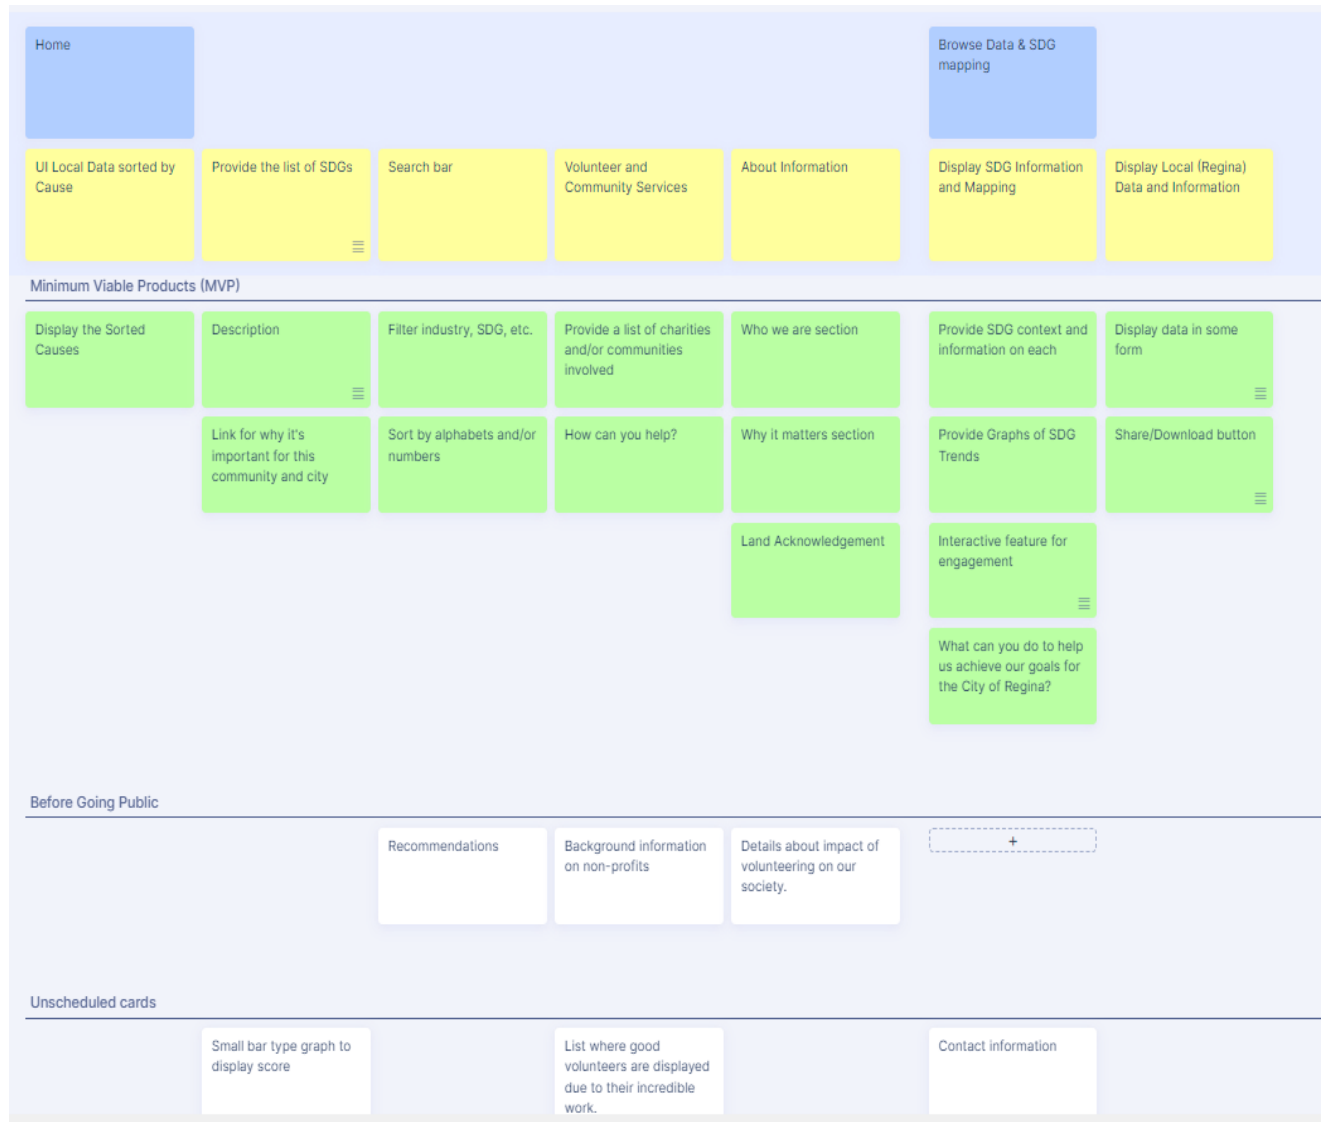 Home
Browse Data & SDG
mapping
UI Local Data sorted by
Cause
Provide the list of SDGs
Search bar
Volunteer and
Community Services
About Information
Display SDG Information
and Mapping
Display Local (Regina)
Data and Information
Minimum Viable Products (MVP)
Display the Sorted
Causes
Description
Filter industry, SDG, etc.
Provide a list of charities
and/or communities
involved
Who we are section
Provide SDG context and
information on each
Display data in some
form
Link for why it's
important for this
community and city
Sort by alphabets and/or
numbers
How can you help?
Why it matters section
Provide Graphs of SDG
Trends
Share/Download button
Land Acknowledgement
Interactive feature for
engagement
What can you do to help
us achieve our goals for
the City of Regina?
Before Going Public
Recommendations
Background information
on non-profits
Details about impact of
volunteering on our
society.
+
Unscheduled cards
Small bar type graph to
display score
List where good
volunteers are displayed
due to their incredible
work.
Contact information